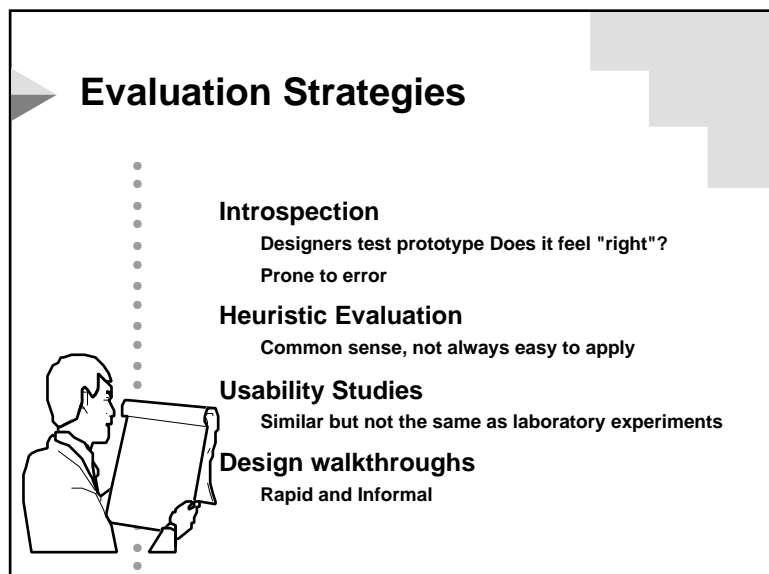 Evaluation Strategies
Introspection
Designers test prototype Does it feel "right"?
Prone to error
Heuristic Evaluation
Common sense, not always easy to apply
Usability Studies
Similar but not the same as laboratory experiments
Design walkthroughs
Rapid and Informal